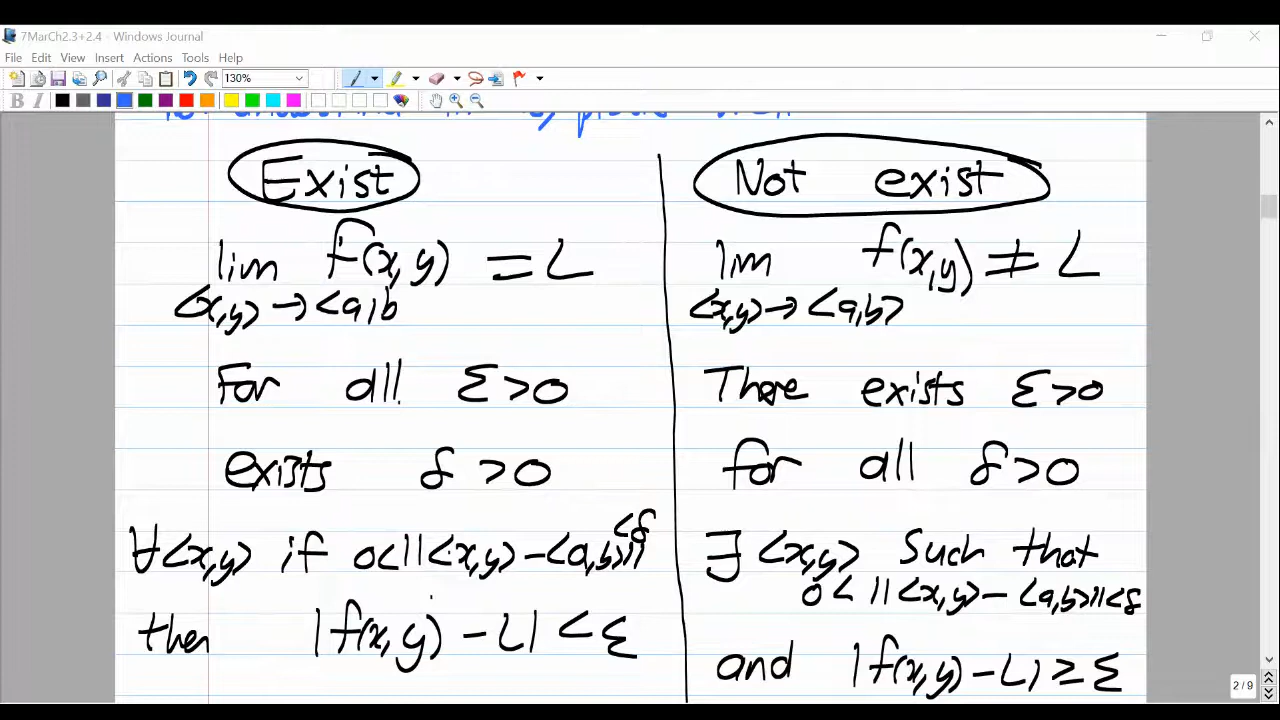 7MarCh2.3+2.4 - Windows Journal
File Edit View Insert Actions Tools Help
130%
B I
Exist
lim f(x,y) = L
<x,y> → <a,b
For all ε>0
exists δ>0
∀<x,y> if 0<||<x,y>-<a,b>|| <δ
then |f(x,y)-L| < ε
Not exist
lim f(x,y) ≠ L
<x,y> → <a,b>
There exists ε>0
for all δ>0
∃ <x,y> Such that
0< ||<x,y>-<a,b>||<δ
and |f(x,y)-L| ≥ ε
2 / 9